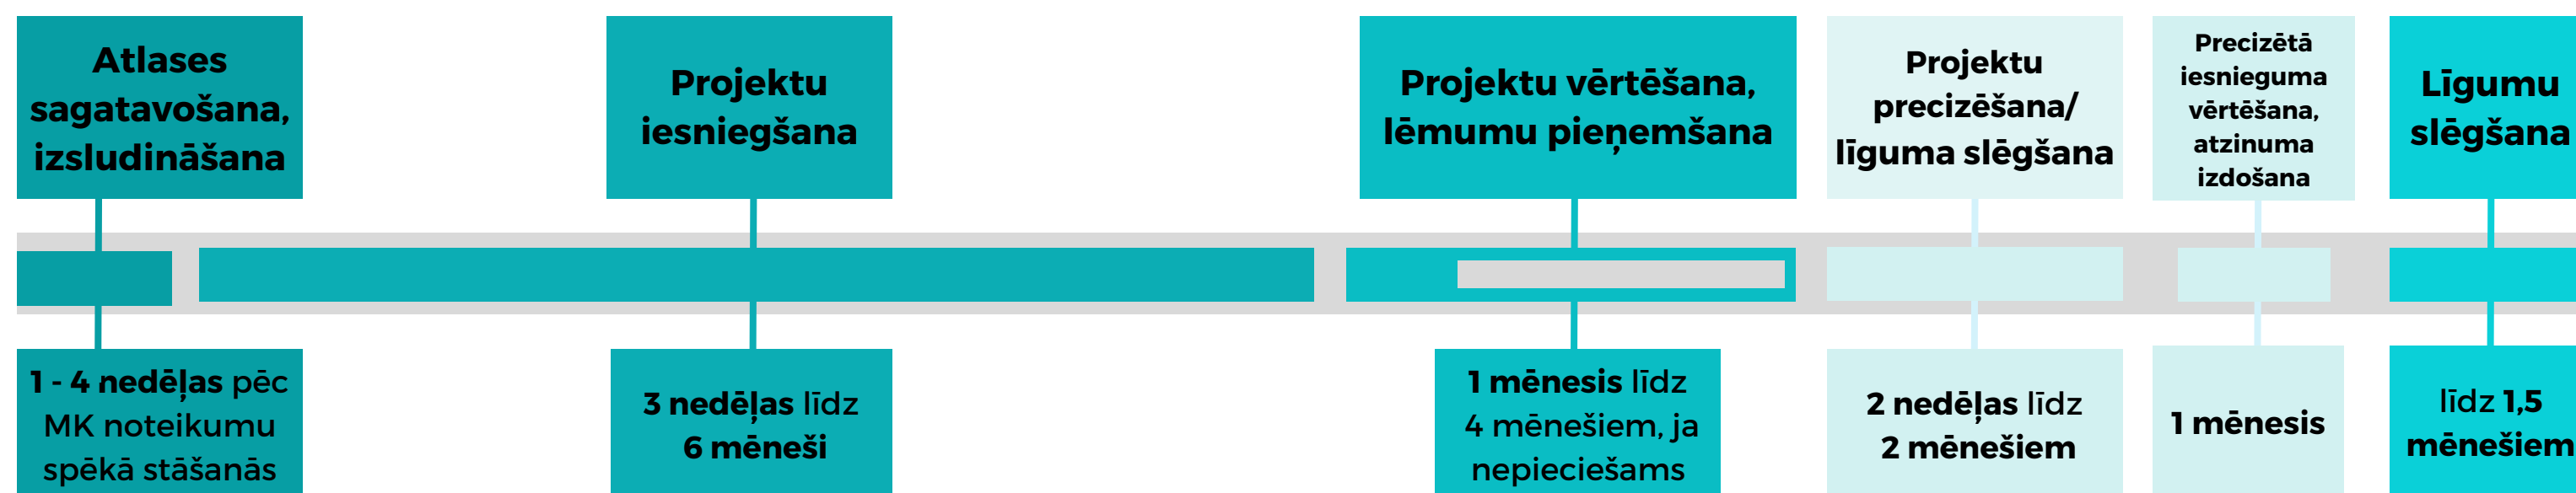 Atlases
sagatavošana,
izsludināšana
Projektu
iesniegšana
Projektu vērtēšana,
lēmumu pieņemšana
Projektu
precizēšana/
līguma slēgšana
Precizētā
iesnieguma
vērtēšana,
atzinuma
izdošana
Līgumu
slēgšana
1 - 4 nedēļas pēc
MK noteikumu
spēkā stāšanās
3 nedēļas līdz
6 mēneši
1 mēnesis līdz
4 mēnešiem, ja
nepieciešams
2 nedēļas līdz
2 mēnešiem
1 mēnesis
līdz 1,5
mēnešiem